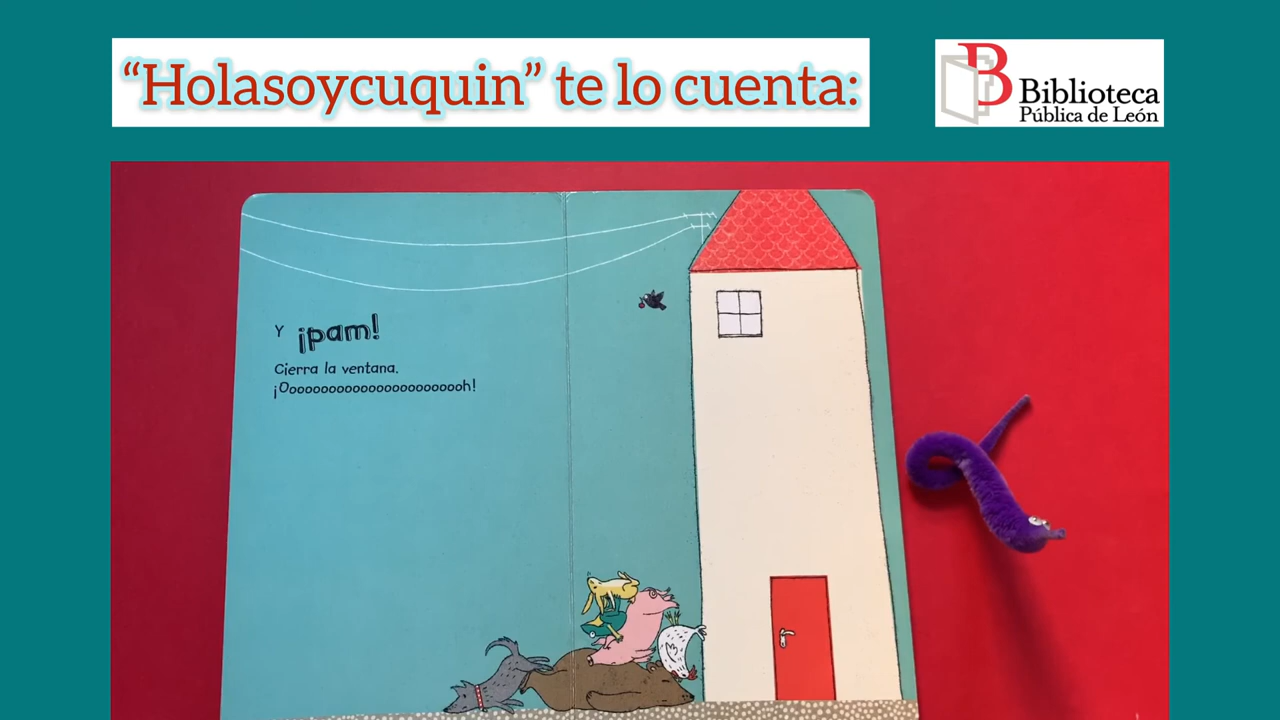 “Holasoycuquin” te lo cuenta:
B
Biblioteca
Pública de León
Y ¡pam!
Cierra la ventana.
¡Oooooooooooooooooooooooh!